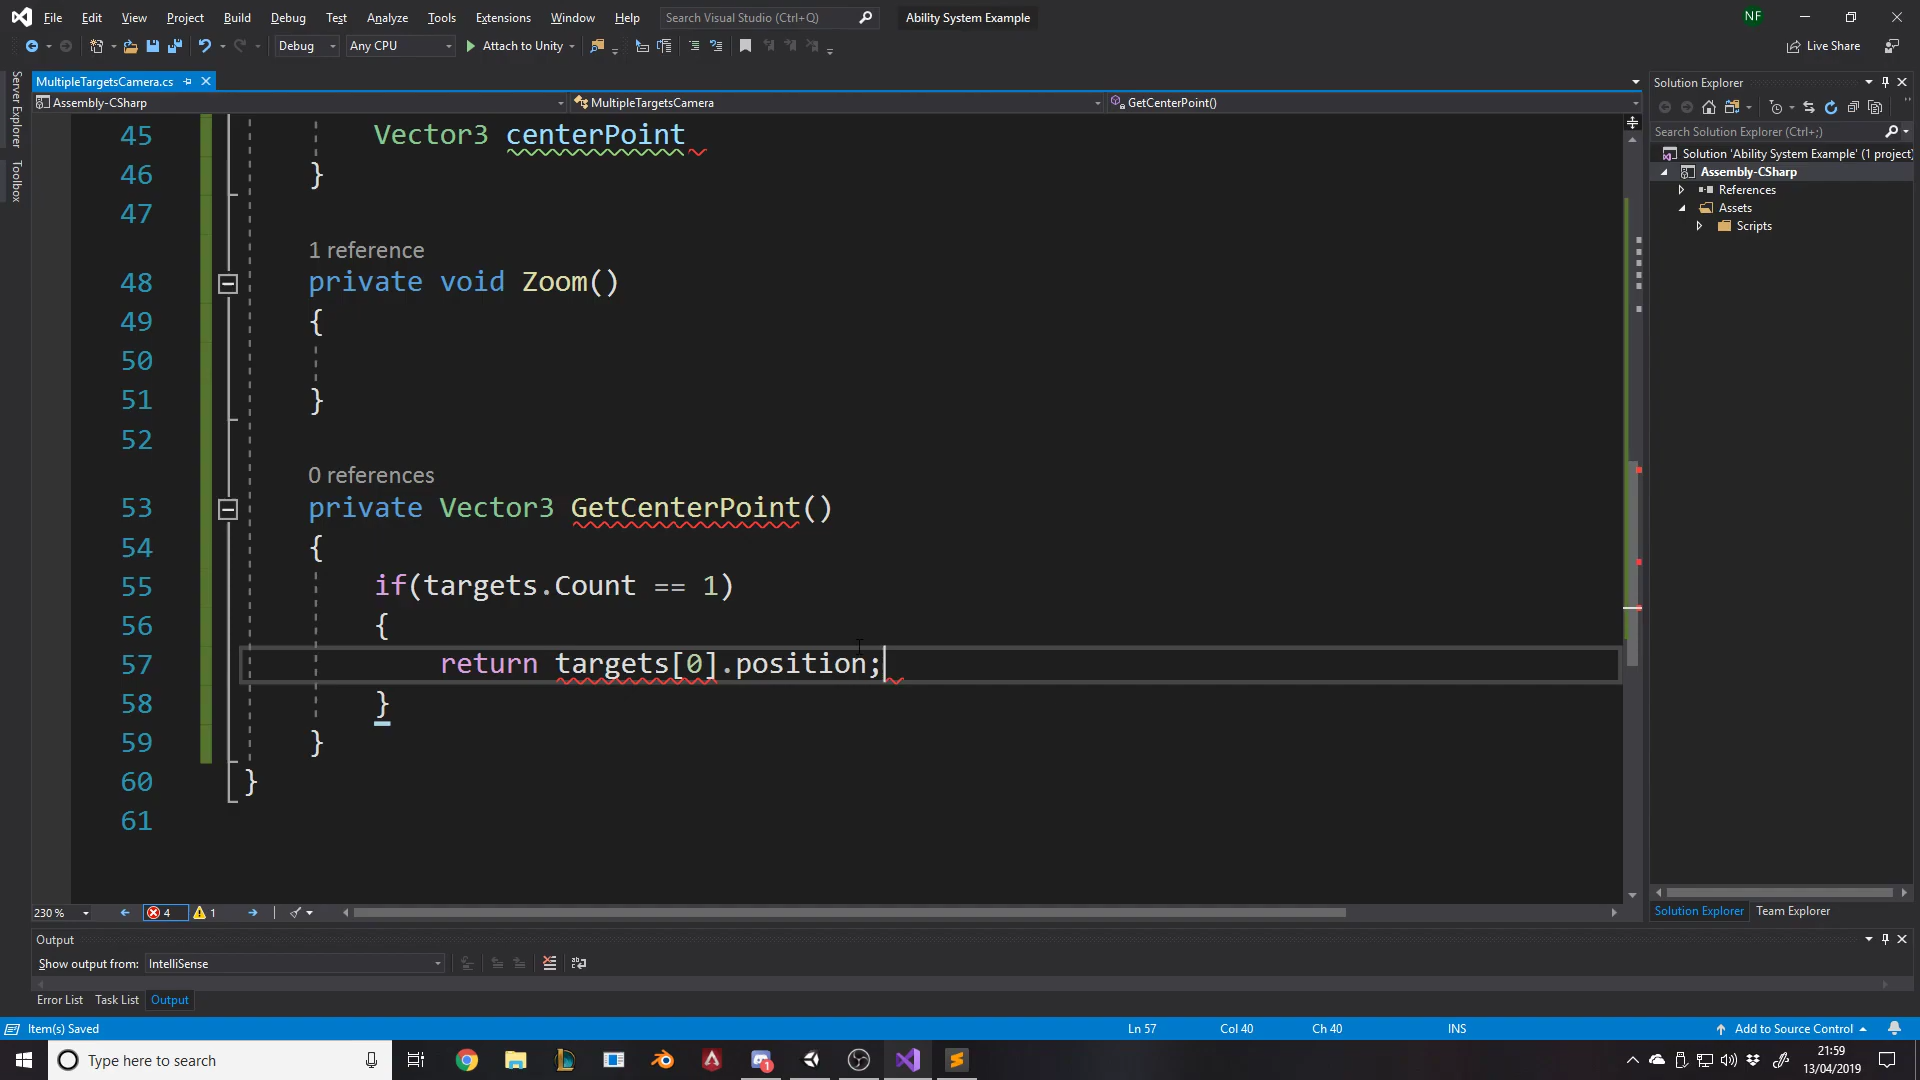 File Edit View Project Build Debug Test Analyze Tools Extensions Window Help Search Visual Studio (Ctrl+Q) Ability System Example NF
Debug Any CPU Attach to Unity Live Share
Server Explorer
Toolbox
MultipleTargetsCamera.cs
Assembly-CSharp MultipleTargetsCamera GetCenterPoint()
45 Vector3 centerPoint
46 }
47
1 reference
48 private void Zoom()
49 {
50
51 }
52
0 references
53 private Vector3 GetCenterPoint()
54 {
55 if(targets.Count == 1)
56 {
57 return targets[0].position;
58 }
59 }
60 }
61
230 % 4 1
Solution Explorer
Search Solution Explorer (Ctrl+;)
Solution 'Ability System Example' (1 project)
Assembly-CSharp
References
Assets
Scripts
Solution Explorer Team Explorer
Output
Show output from: IntelliSense
Error List Task List Output
Item(s) Saved Ln 57 Col 40 Ch 40 INS Add to Source Control
Type here to search
1
21:59
13/04/2019